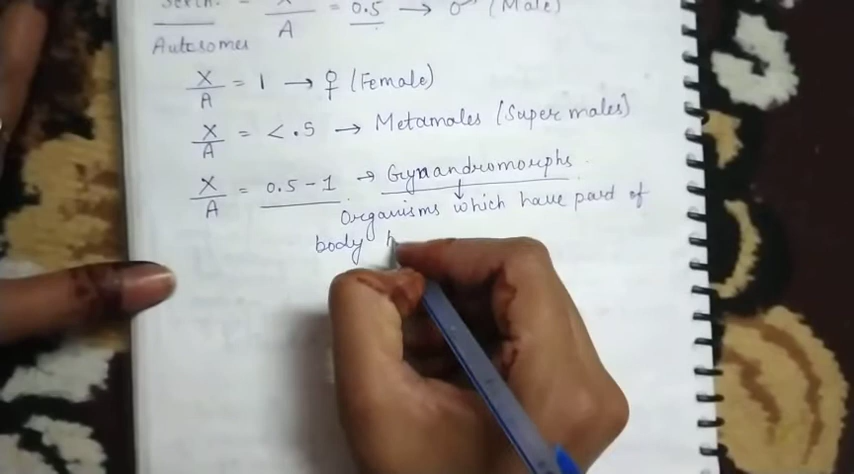 X/A = 0.5 → ♂ (Male)
Autosomes
X/A = 1 → ♀ (Female)
X/A = < .5 → Metamales (Super males)
X/A = 0.5 - 1 → Gynandromorphs.
Organisms which have part of
body